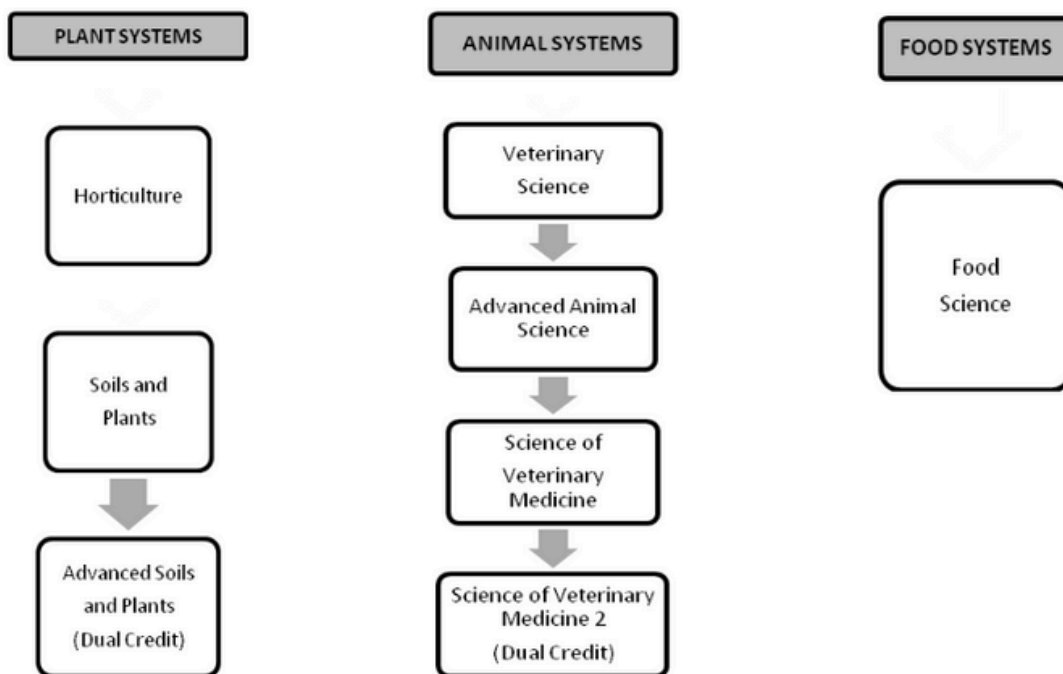 PLANT SYSTEMS
Horticulture
Soils and
Plants
Advanced Soils
and Plants
(Dual Credit)
ANIMAL SYSTEMS
Veterinary
Science
Advanced Animal
Science
Science of
Veterinary
Medicine
Science of Veterinary
Medicine 2
(Dual Credit)
FOOD SYSTEMS
Food
Science